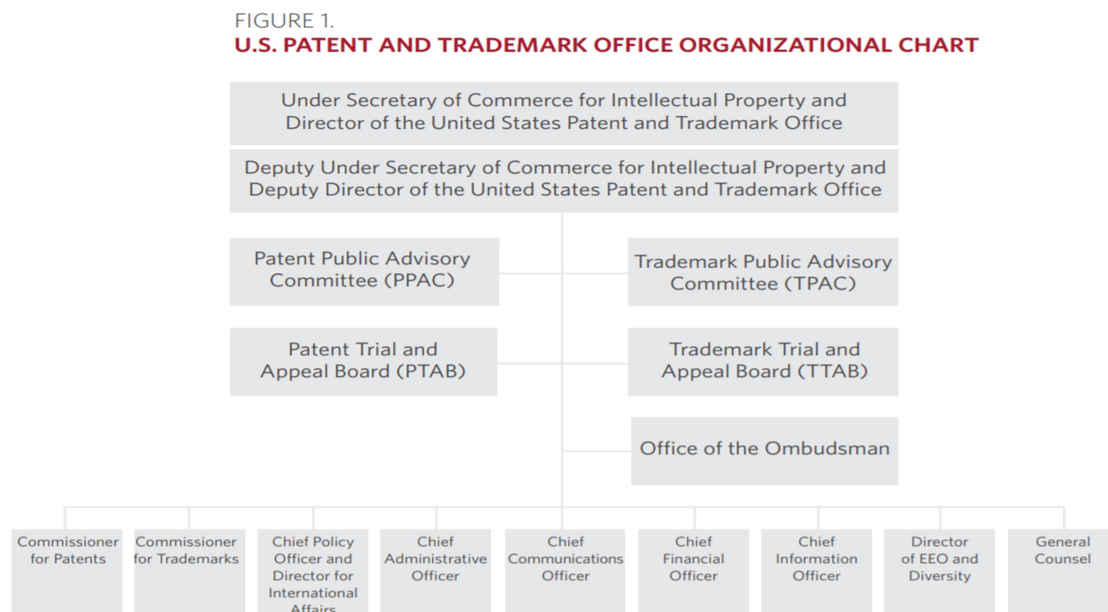 FIGURE 1.
U.S. PATENT AND TRADEMARK OFFICE ORGANIZATIONAL CHART
Under Secretary of Commerce for Intellectual Property and
Director of the United States Patent and Trademark Office
Deputy Under Secretary of Commerce for Intellectual Property and
Deputy Director of the United States Patent and Trademark Office
Patent Public Advisory
Committee (PPAC)
Trademark Public Advisory
Committee (TPAC)
Patent Trial and
Appeal Board (PTAB)
Trademark Trial and
Appeal Board (TTAB)
Office of the Ombudsman
Commissioner
for Patents
Commissioner
for Trademarks
Chief Policy
Officer and
Director for
International
Affairs
Chief
Administrative
Officer
Chief
Communications
Officer
Chief
Financial
Officer
Chief
Information
Officer
Director
of EEO and
Diversity
General
Counsel